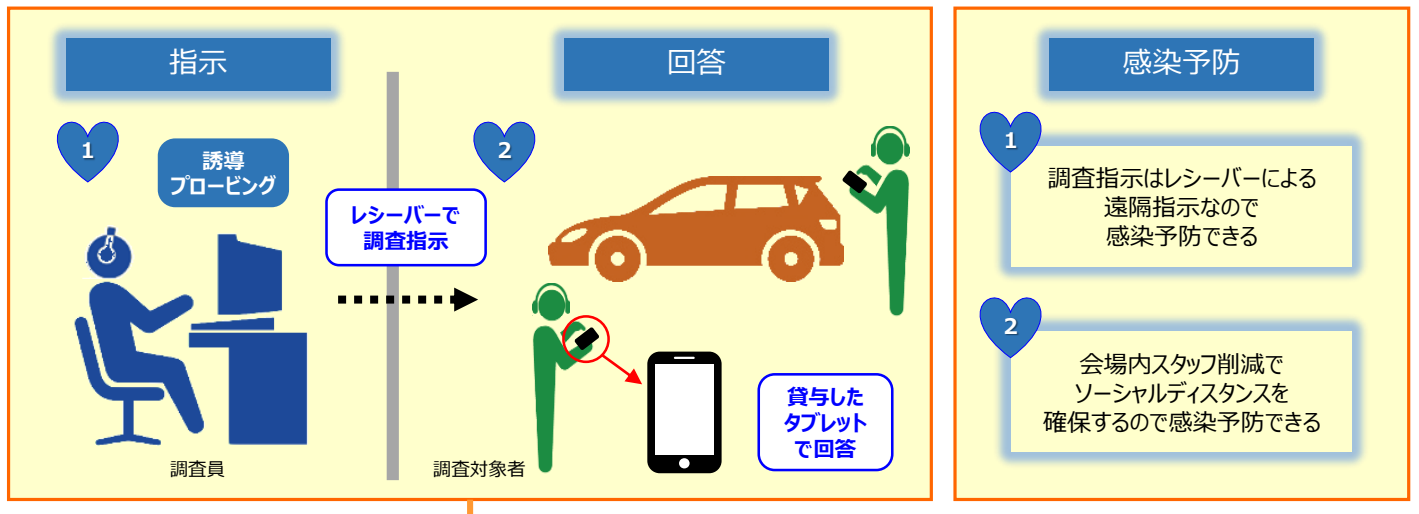 指示
1
誘導
プロービング
レシーバーで
調査指示
調査員
回答
2
調査対象者
貸与した
タブレット
で回答
感染予防
1
調査指示はレシーバーによる
遠隔指示なので
感染予防できる
2
会場内スタッフ削減で
ソーシャルディスタンスを
確保するので感染予防できる